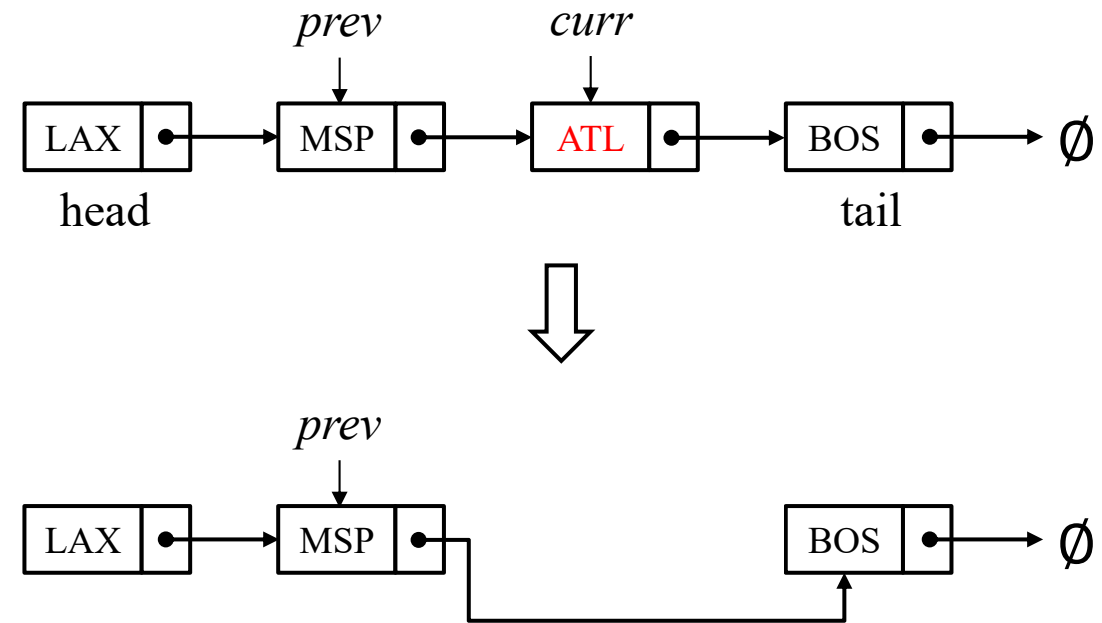 prev curr
LAX MSP ATL BOS Ø
head tail
prev
LAX MSP BOS Ø